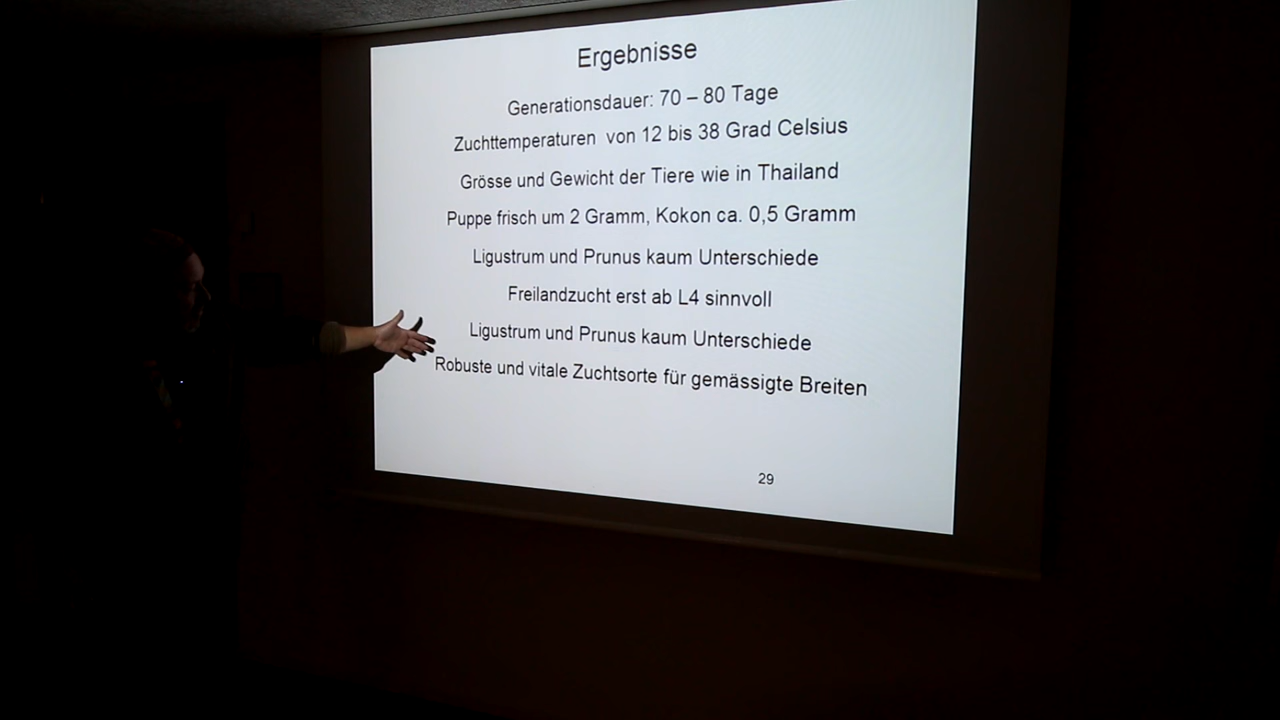 Ergebnisse
Generationsdauer: 70 – 80 Tage
Zuchttemperaturen von 12 bis 38 Grad Celsius
Grösse und Gewicht der Tiere wie in Thailand
Puppe frisch um 2 Gramm, Kokon ca. 0,5 Gramm
Ligustrum und Prunus kaum Unterschiede
Freilandzucht erst ab L4 sinnvoll
Ligustrum und Prunus kaum Unterschiede
Robuste und vitale Zuchtsorte für gemässigte Breiten
29